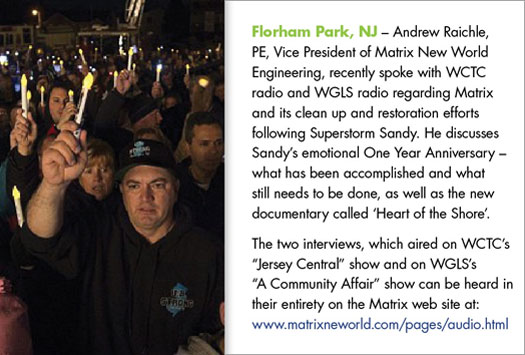 Florham Park, NJ – Andrew Raichle,
PE, Vice President of Matrix New World
Engineering, recently spoke with WCTC
radio and WGLS radio regarding Matrix
and its clean up and restoration efforts
following Superstorm Sandy. He discusses
Sandy’s emotional One Year Anniversary –
what has been accomplished and what
still needs to be done, as well as the new
documentary called ‘Heart of the Shore’.
The two interviews, which aired on WCTC’s
“Jersey Central” show and on WGLS’s
“A Community Affair” show can be heard in
their entirety on the Matrix web site at:
www.matrixneworld.com/pages/audio.html